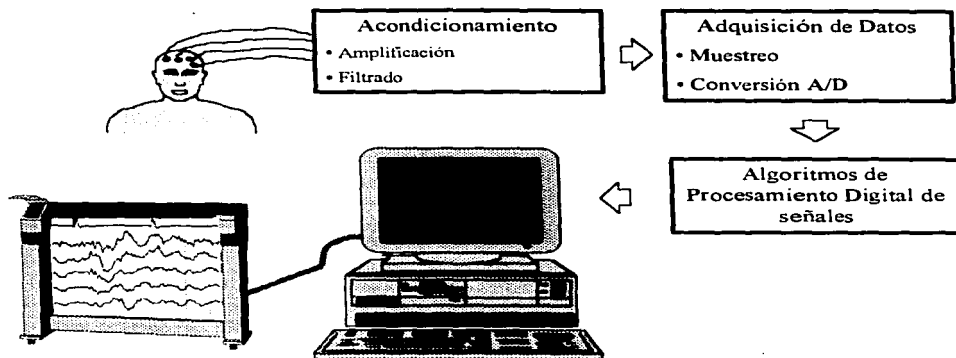 Acondicionamiento
• Amplificación
• Filtrado
Adquisición de Datos
• Muestreo
• Conversión A/D
Algoritmos de
Procesamiento Digital de
señales